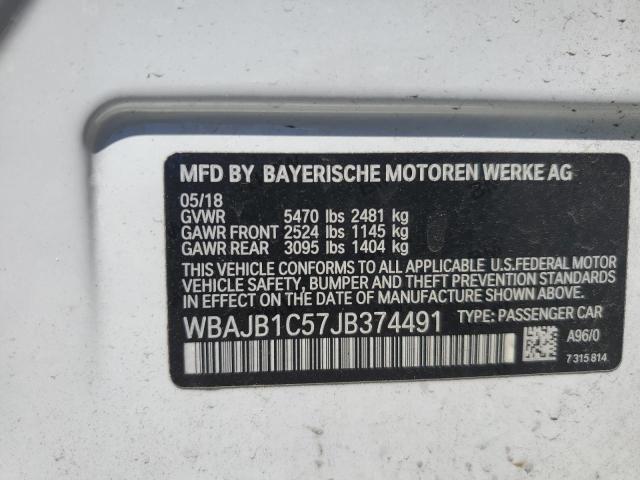 MFD BY BAYERISCHE MOTOREN WERKE AG
05/18
GVWR 5470 lbs 2481 kg
GAWR FRONT 2524 lbs 1145 kg
GAWR REAR 3095 lbs 1404 kg
THIS VEHICLE CONFORMS TO ALL APPLICABLE U.S.FEDERAL MOTOR
VEHICLE SAFETY, BUMPER AND THEFT PREVENTION STANDARDS
IN EFFECT ON THE DATE OF MANUFACTURE SHOWN ABOVE.
WBAJB1C57JB374491 TYPE: PASSENGER CAR
A96/0
7 315 814